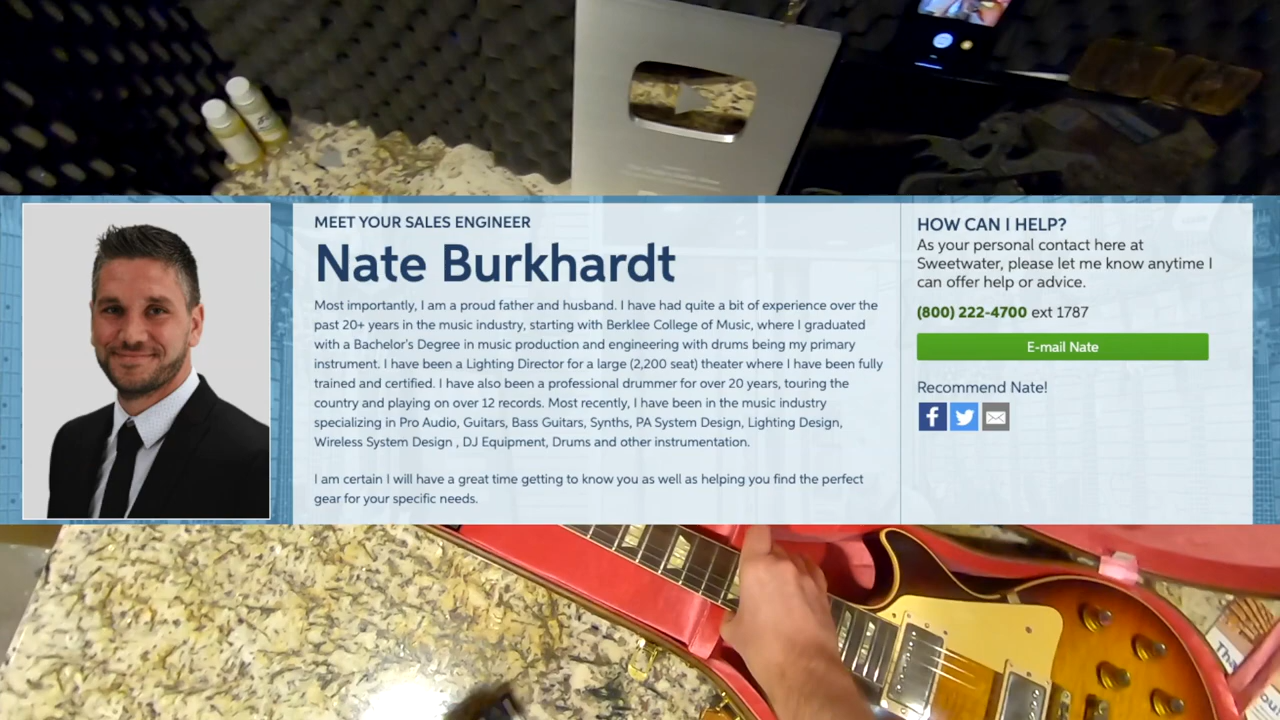 MEET YOUR SALES ENGINEER
Nate Burkhardt
Most importantly, I am a proud father and husband. I have had quite a bit of experience over the
past 20+ years in the music industry, starting with Berklee College of Music, where I graduated
with a Bachelor's Degree in music production and engineering with drums being my primary
instrument. I have been a Lighting Director for a large (2,200 seat) theater where I have been fully
trained and certified. I have also been a professional drummer for over 20 years, touring the
country and playing on over 12 records. Most recently, I have been in the music industry
specializing in Pro Audio, Guitars, Bass Guitars, Synths, PA System Design, Lighting Design,
Wireless System Design , DJ Equipment, Drums and other instrumentation.
I am certain I will have a great time getting to know you as well as helping you find the perfect
gear for your specific needs.
HOW CAN I HELP?
As your personal contact here at
Sweetwater, please let me know anytime I
can offer help or advice.
(800) 222-4700 ext 1787
E-mail Nate
Recommend Nate!